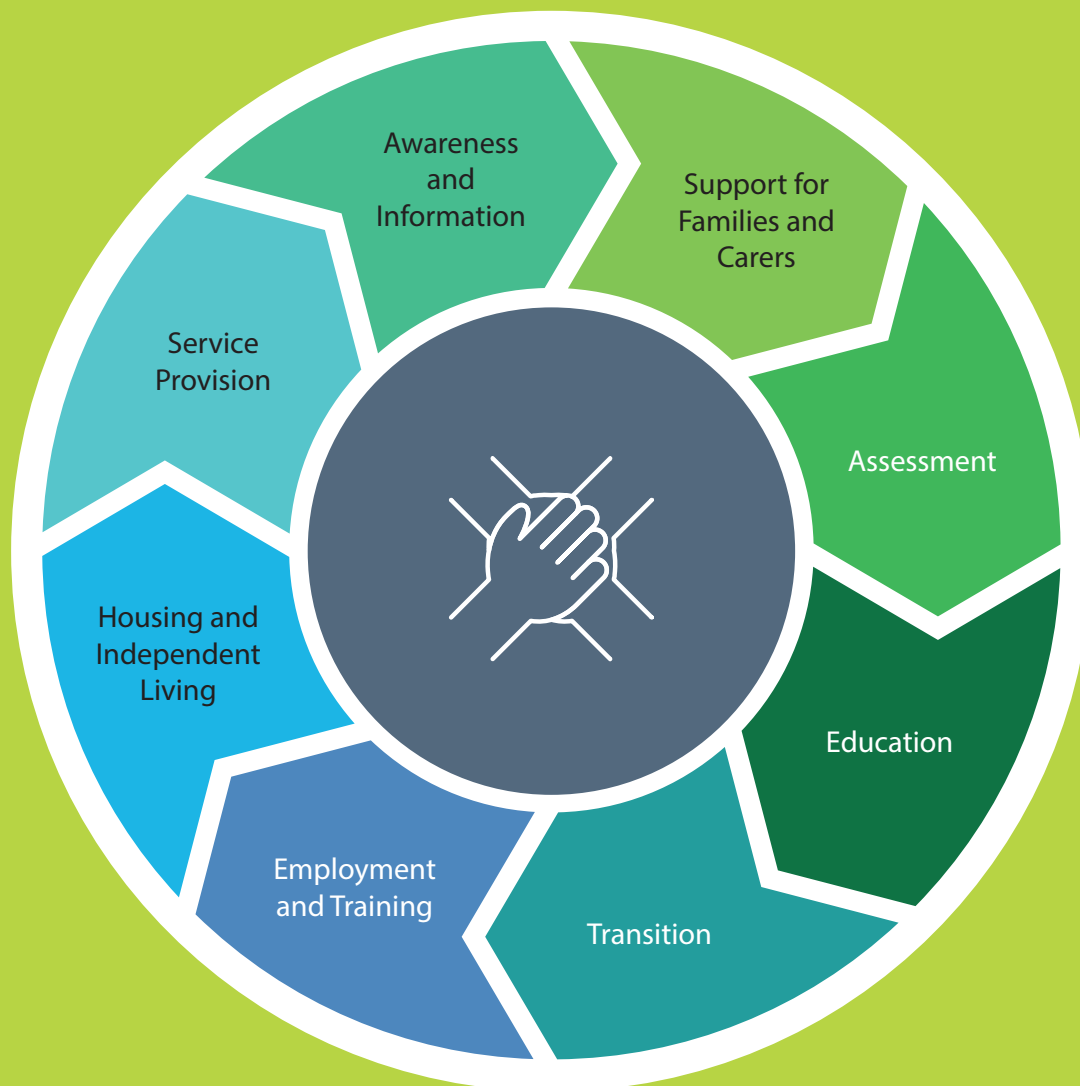 Awareness
and
Information
Support for
Families and
Carers
Assessment
Education
Transition
Employment
and Training
Housing and
Independent
Living
Service
Provision